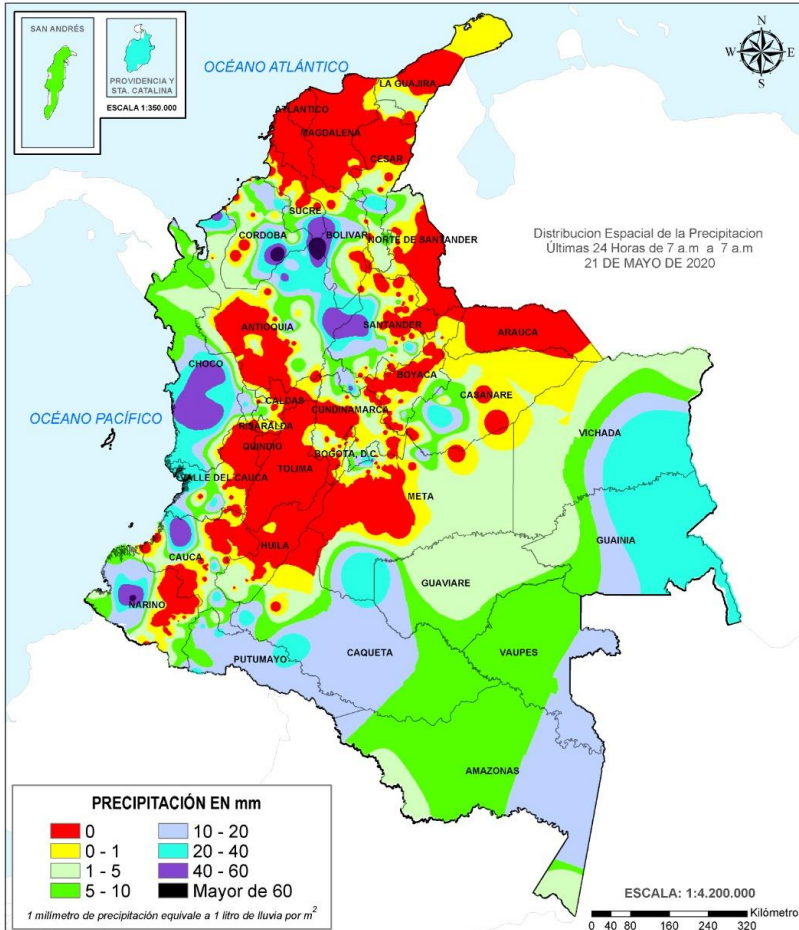 SAN ANDRÉS
PROVIDENCIA Y
STA. CATALINA
ESCALA 1:350.000
OCÉANO ATLÁNTICO
N
W E
S
LA GUAJIRA
ATLANTICO
MAGDALENA
CESAR
SUCRE
CORDOBA
BOLIVAR
NORTE DE SANTANDER
Distribucion Espacial de la Precipitacion
Últimas 24 Horas de 7 a.m a 7 a.m
21 DE MAYO DE 2020
ANTIOQUIA
SANTANDER
ARAUCA
CHOCO
BOYACA
CASANARE
CALDAS
CUNDINAMARCA
OCÉANO PACÍFICO
RISARALDA
VICHADA
QUINDIO
BOGOTA, D.C.
TOLIMA
VALLE DEL CAUCA
META
GUAINIA
CAUCA
HUILA
GUAVIARE
NARIÑO
PUTUMAYO
CAQUETA
VAUPES
AMAZONAS
PRECIPITACIÓN EN mm
0
0 - 1
1 - 5
5 - 10
10 - 20
20 - 40
40 - 60
Mayor de 60
1 milímetro de precipitación equivale a 1 litro de lluvia por m²
ESCALA: 1:4.200.000
Kilómetro
0 40 80 160 240 320